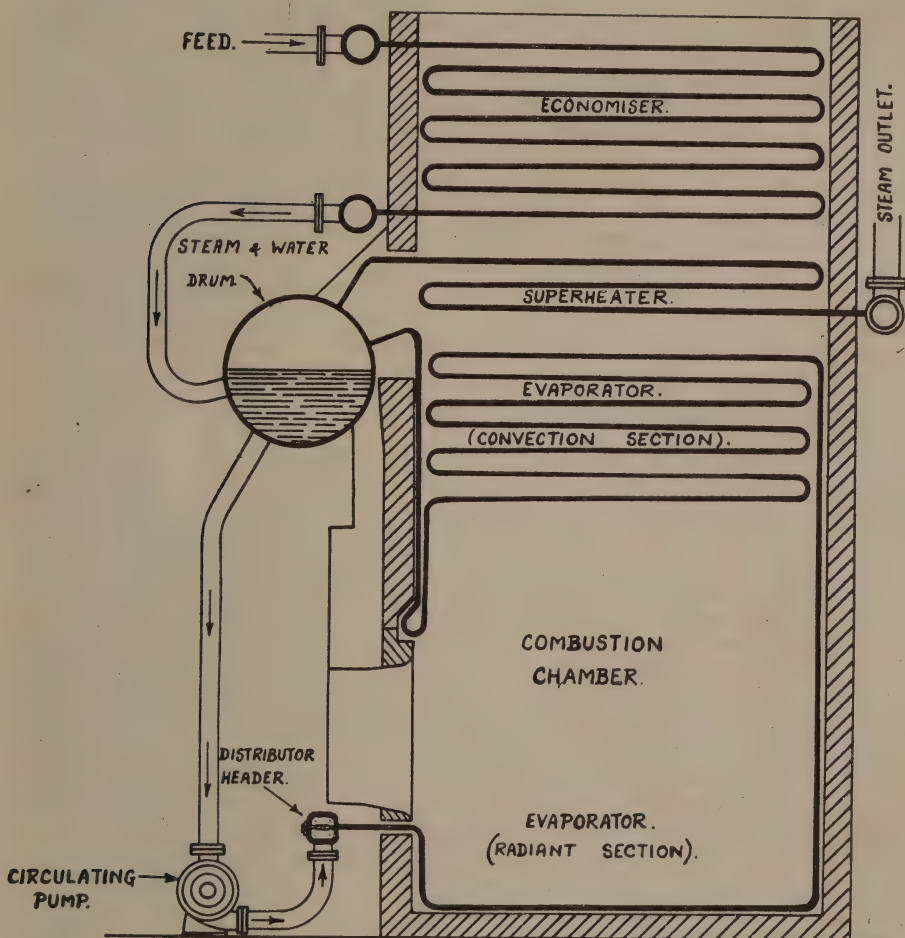 FEED.
ECONOMISER.
STEAM OUTLET.
STEAM & WATER
DRUM
SUPERHEATER.
EVAPORATOR.
(CONVECTION SECTION).
COMBUSTION
CHAMBER.
DISTRIBUTOR
HEADER.
EVAPORATOR.
(RADIANT SECTION).
CIRCULATING
PUMP.